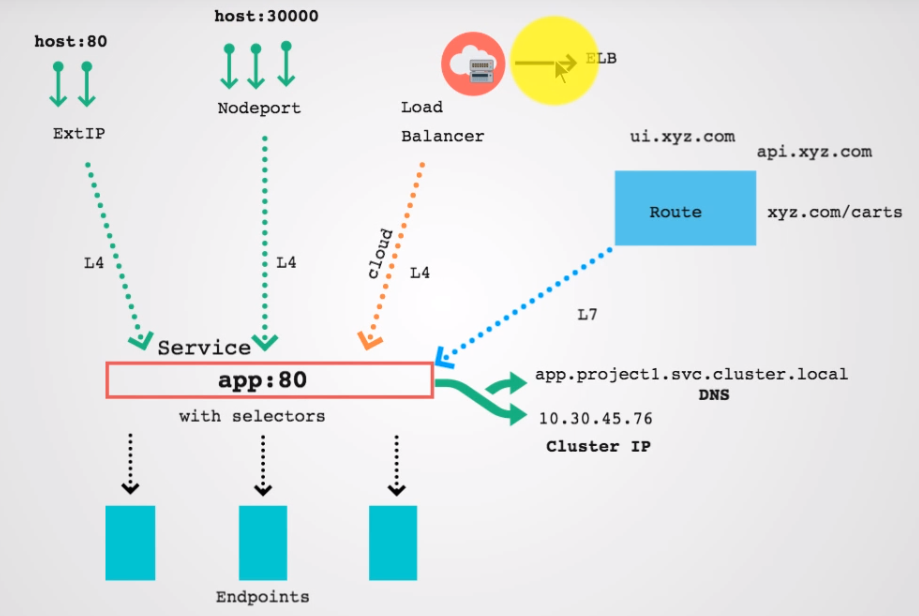 host:80
host:30000
ELB
ExtIP
Nodeport
Load
Balancer
ui.xyz.com
api.xyz.com
Route
xyz.com/carts
L4
L4
cloud
L4
L7
Service
app:80
with selectors
app.project1.svc.cluster.local
DNS
10.30.45.76
Cluster IP
Endpoints